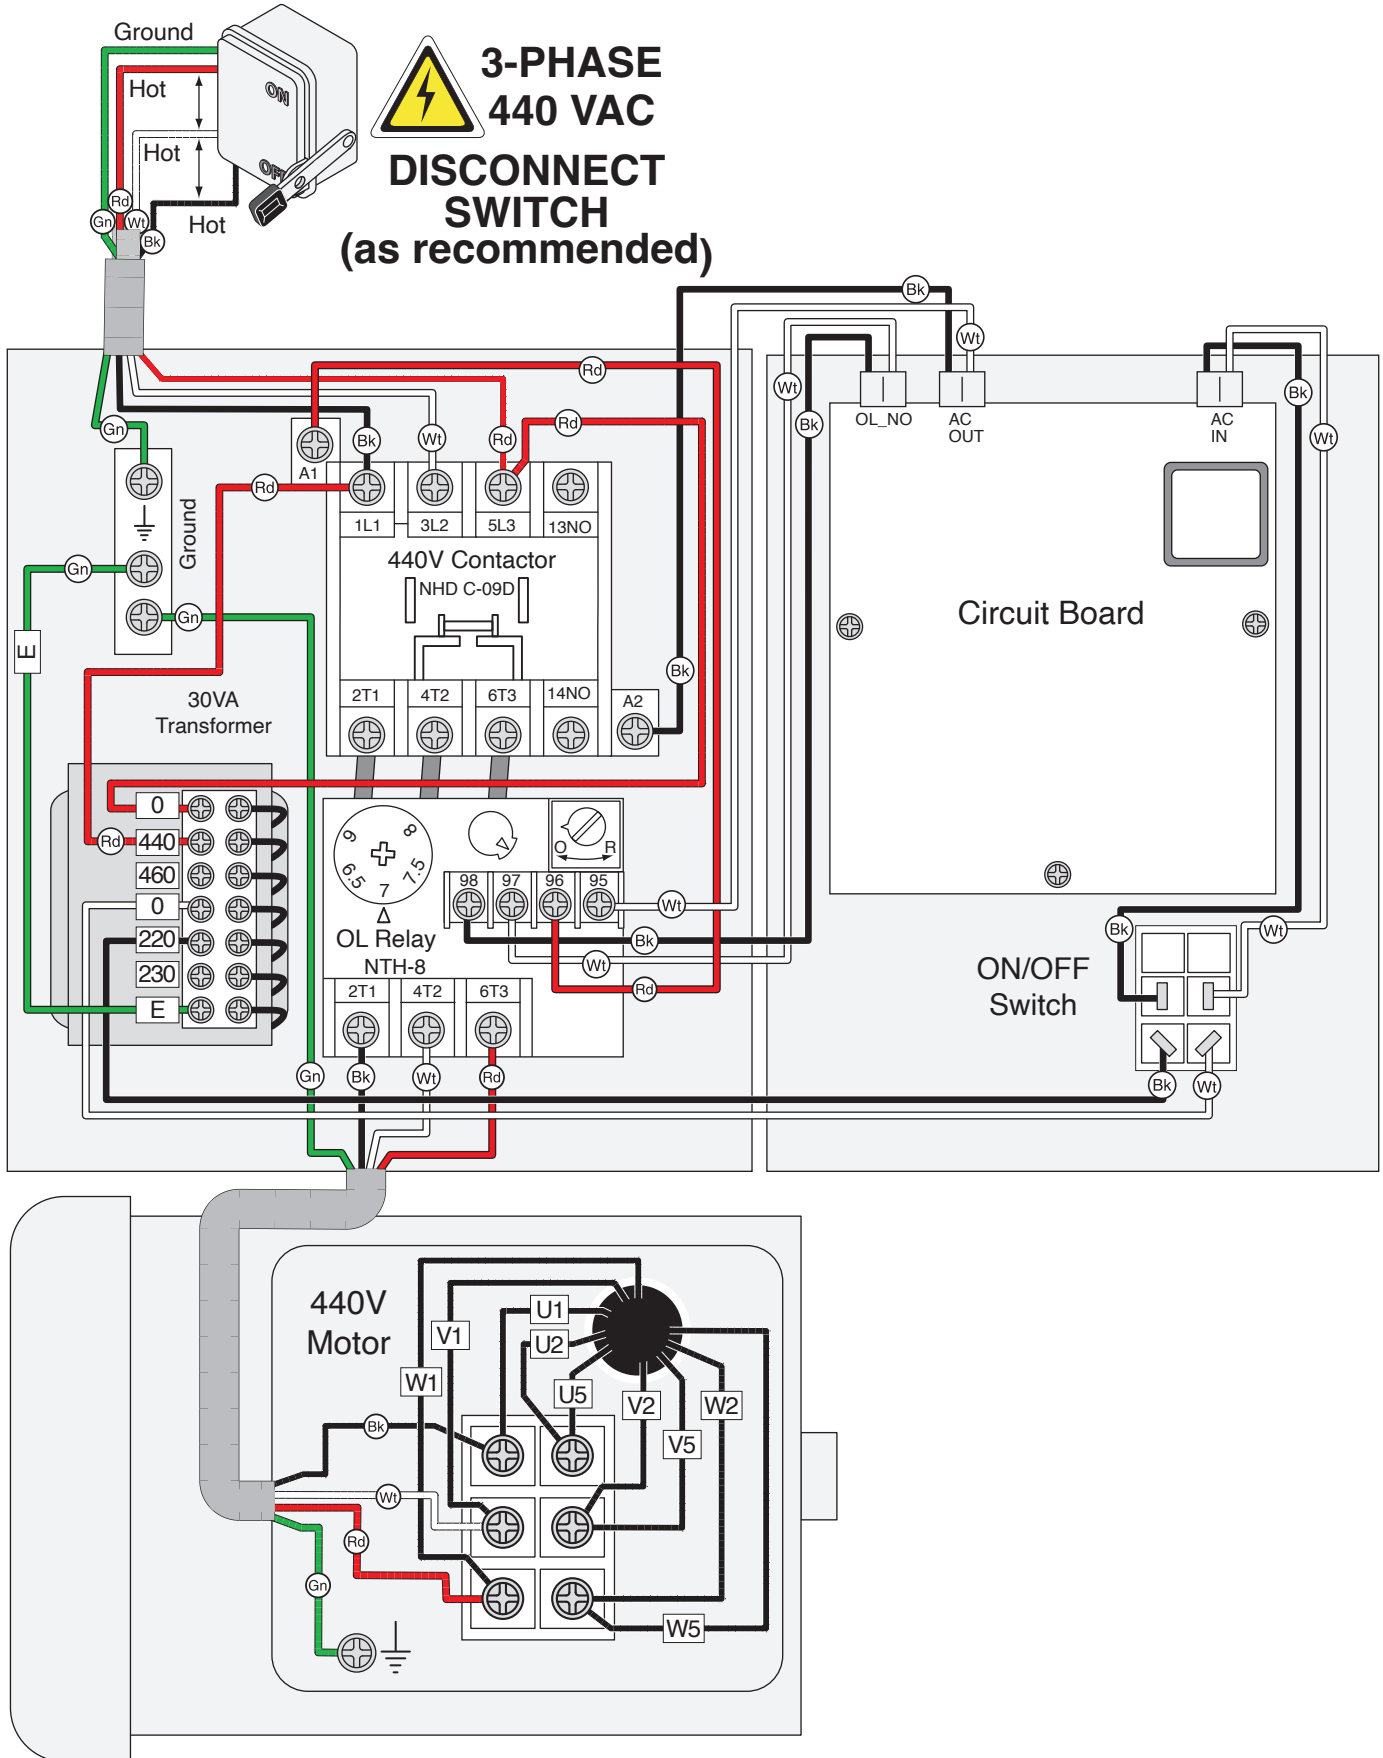 Ground
3-PHASE
440 VAC
DISCONNECT
SWITCH
(as recommended)
Hot
ON
Hot
OFF
Hot
Rd
Gn
Wt
Bk
Bk
Wt
Rd
Wt
Bk
Gn
Bk
Wt
Rd
Rd
Bk
Wt
OL_NO
AC
OUT
AC
IN
A1
Rd
1L1
3L2
5L3
13NO
Ground
440V Contactor
NHD C-09D
Gn
Gn
E
Circuit Board
Bk
30VA
Transformer
2T1
4T2
6T3
14NO
A2
0
Rd
440
460
0
220
230
E
9
8
6.5
7
7.5
O
R
98
97
96
95
Wt
OL Relay
NTH-8
Bk
Wt
Rd
2T1
4T2
6T3
Gn
Bk
Wt
Rd
Bk
Wt
ON/OFF
Switch
Bk
Wt
440V
Motor
U1
V1
U2
W1
U5
V2
W2
V5
Bk
Wt
Rd
Gn
W5